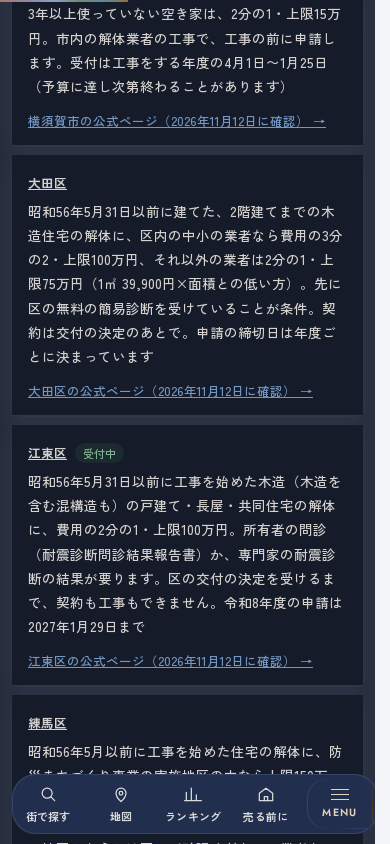 3年以上使っていない空き家は、2分の1・上限15万
円。市内の解体業者の工事で、工事の前に申請し
ます。受付は工事をする年度の4月1日〜1月25日
（予算に達し次第終わることがあります）
横須賀市の公式ページ（2026年11月12日に確認） →
大田区
昭和56年5月31日以前に建てた、2階建てまでの木
造住宅の解体に、区内の中小の業者なら費用の3分
の2・上限100万円、それ以外の業者は2分の1・上
限75万円（1㎡ 39,900円×面積との低い方）。先に
区の無料の簡易診断を受けていることが条件。契
約は交付の決定のあとで。申請の締切日は年度ご
とに決まっています
大田区の公式ページ（2026年11月12日に確認） →
江東区 受付中
昭和56年5月31日以前に工事を始めた木造（木造を
含む混構造も）の戸建て・長屋・共同住宅の解体
に、費用の2分の1・上限100万円。所有者の問診
（耐震診断問診結果報告書）か、専門家の耐震診
断の結果が要ります。区の交付の決定を受けるま
で、契約も工事もできません。令和8年度の申請は
2027年1月29日まで
江東区の公式ページ（2026年11月12日に確認） →
練馬区
昭和56年5月以前に工事を始めた住宅の解体に、防
街で探す 地図 ランキング 売る前に MENU